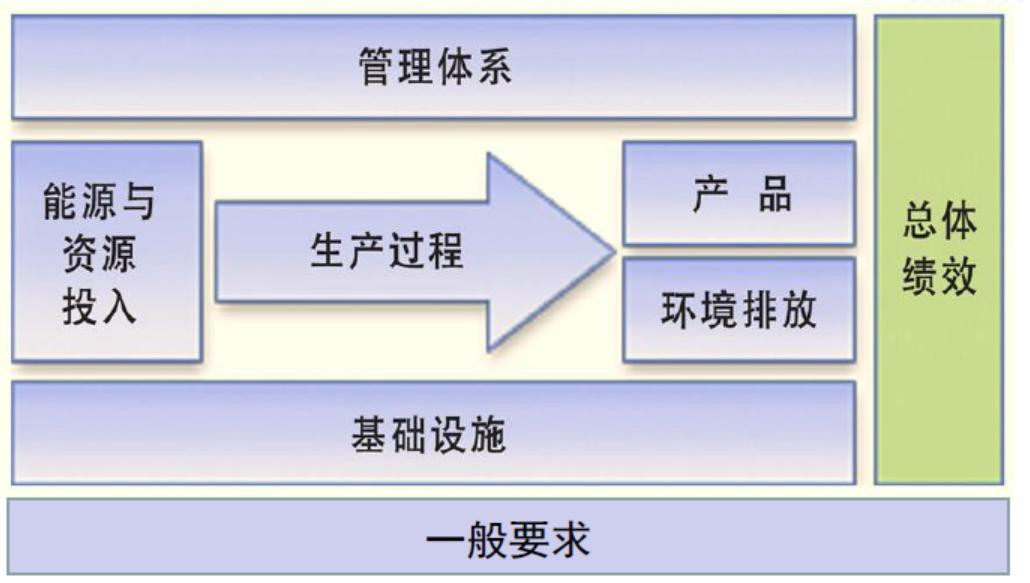 管理体系
能源与
资源
投入
生产过程
产 品
环境排放
总体
绩效
基础设施
一般要求